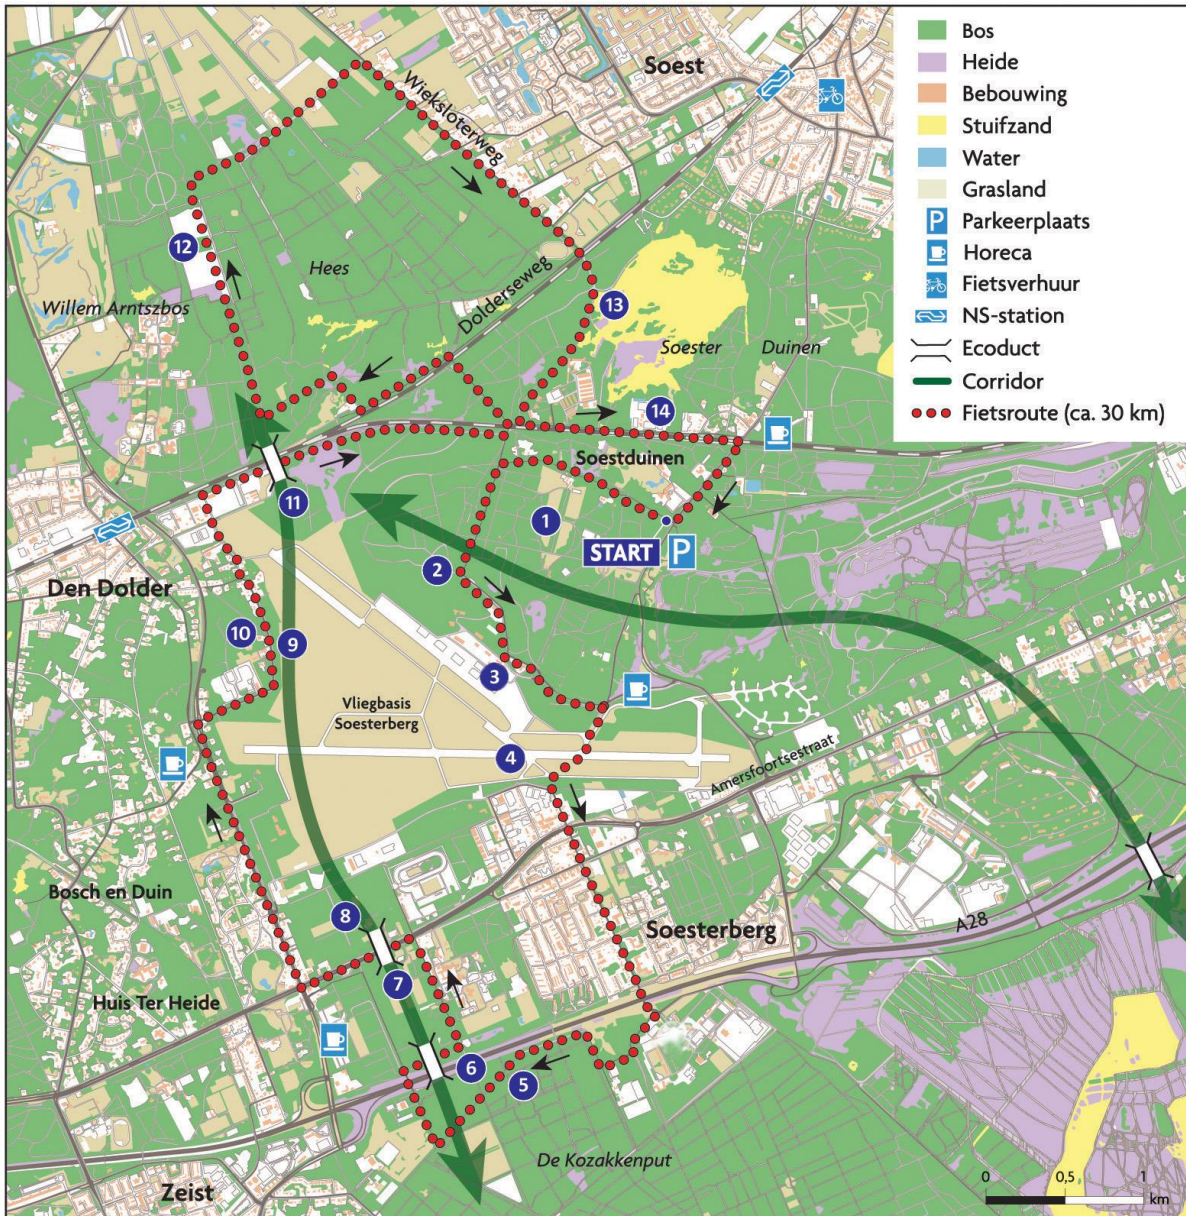 Soest
Wieksloterweg
12
Hees
Willem Arntszbos
Dolderseweg
13
Soester Duinen
14
Soestduinen
11
1
START
P
2
Den Dolder
10
9
3
Vliegbasis
Soesterberg
4
Amersfoortsestraat
Bosch en Duin
8
Soesterberg
A28
7
Huis Ter Heide
6
5
De Kozakkenput
Zeist
Bos
Heide
Bebouwing
Stuifzand
Water
Grasland
P Parkeerplaats
Horeca
Fietsverhuur
NS-station
Ecoduct
Corridor
Fietsroute (ca. 30 km)
0 0,5 1
km